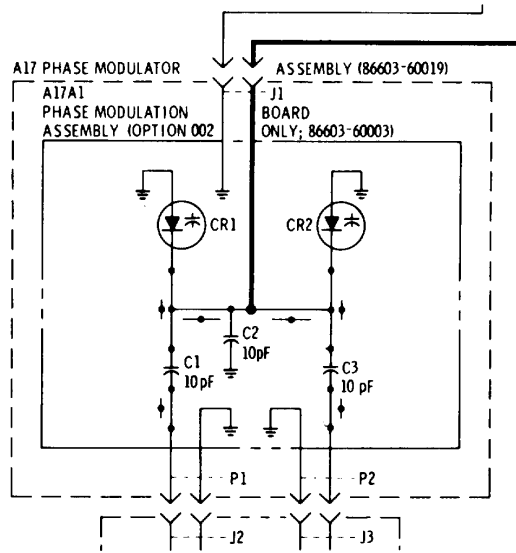 A17 PHASE MODULATOR ASSEMBLY (86603-60019)
A17A1 J1
PHASE MODULATION BOARD
ASSEMBLY (OPTION 002 ONLY; 86603-60003)
CR1 CR2
C2
10pF
C1 C3
10 pF 10 pF
P1 P2
J2 J3